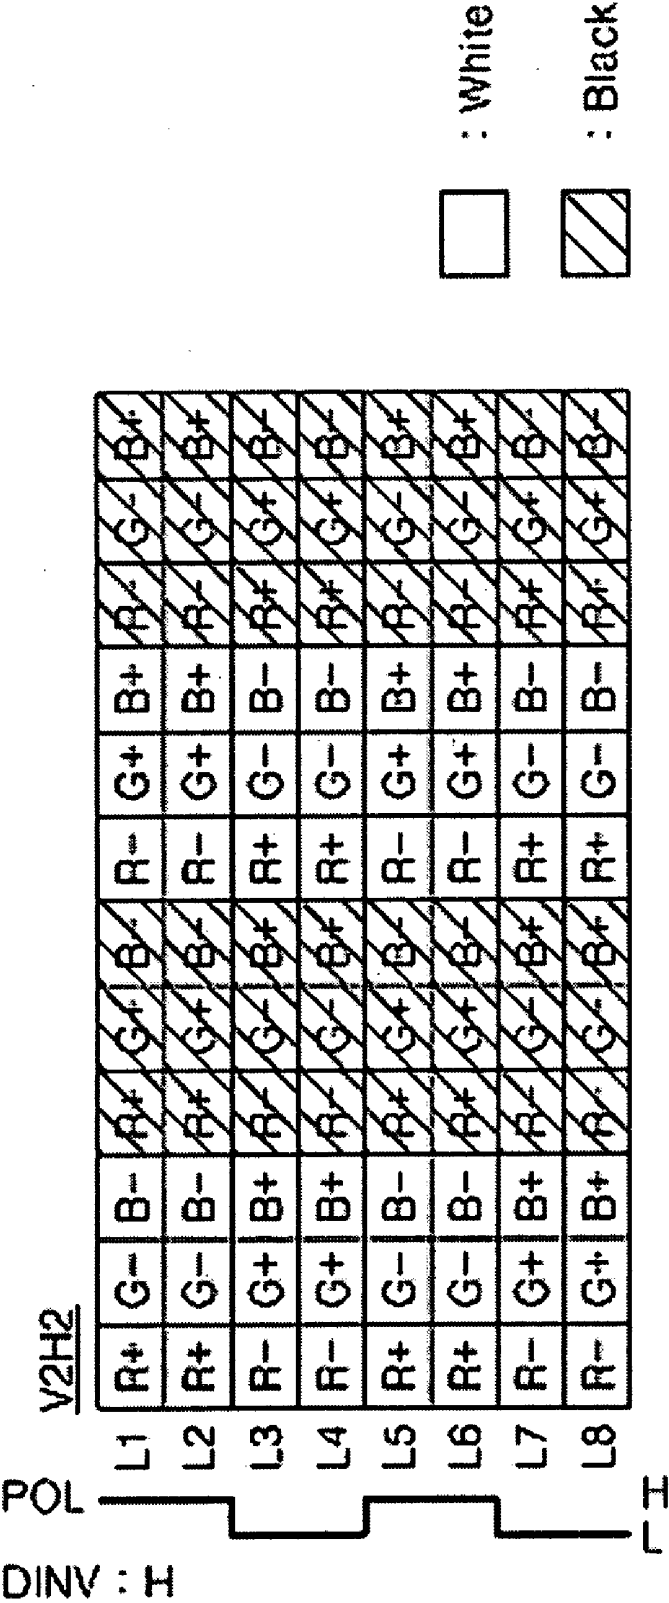 V2H2
POL
L1 R+ G- B- R+ G+ B- R- G+ B+ R- G- B+
L2 R+ G- B- R+ G+ B- R- G+ B+ R- G- B+
L3 R- G+ B+ R- G- B+ R+ G- B- R+ G+ B-
L4 R- G+ B+ R- G- B+ R+ G- B- R+ G+ B-
L5 R+ G- B- R+ G+ B- R- G+ B+ R- G- B+
L6 R+ G- B- R+ G+ B- R- G+ B+ R- G- B+
L7 R- G+ B+ R- G- B+ R+ G- B- R+ G+ B-
L8 R- G+ B+ R- G- B+ R+ G- B- R+ G+ B-
L H
DINV : H
: White
: Black